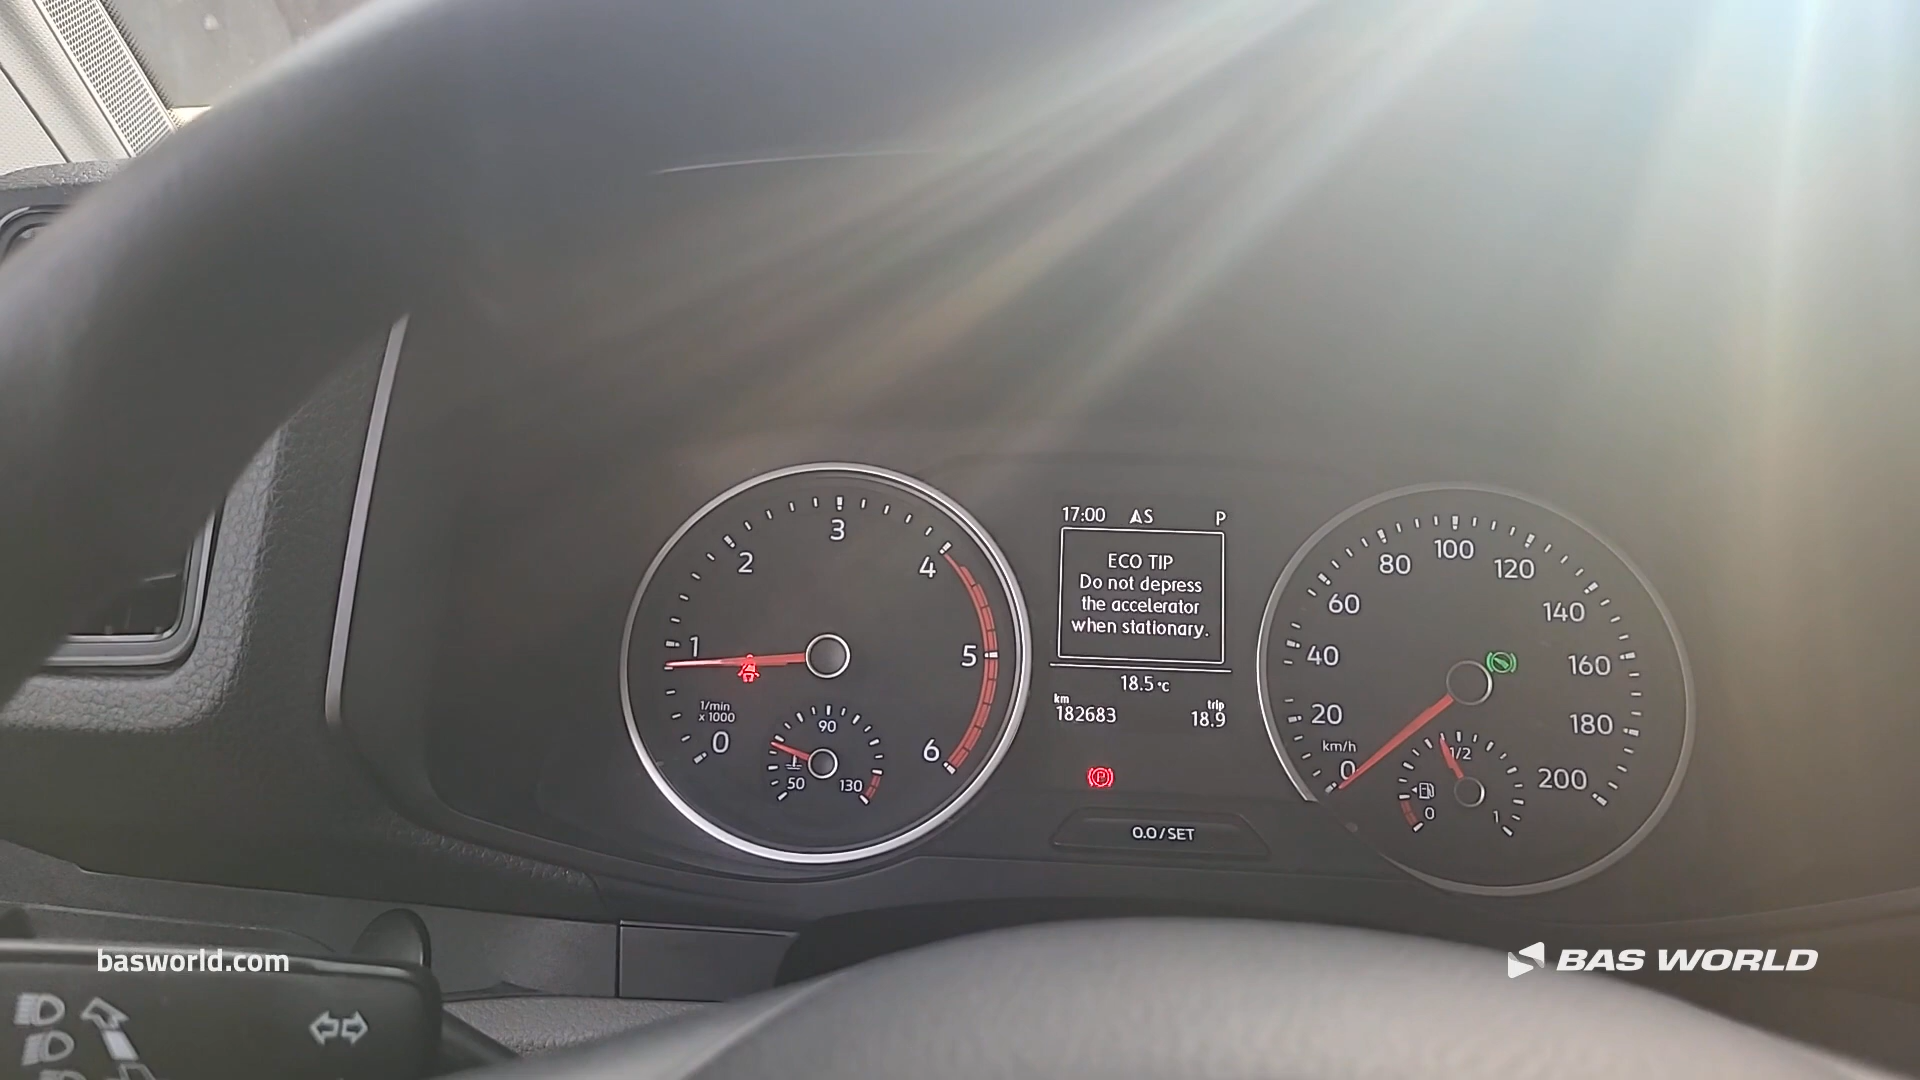 17:00 AS P
ECO TIP
Do not depress
the accelerator
when stationary.
18.5 °C
km
182683
trip
18.9
0.0/SET
0
1
2
3
4
5
6
1/min
x 1000
50
90
130
0
20
40
60
80
100
120
140
160
180
200
km/h
0
1/2
1
basworld.com
BAS WORLD